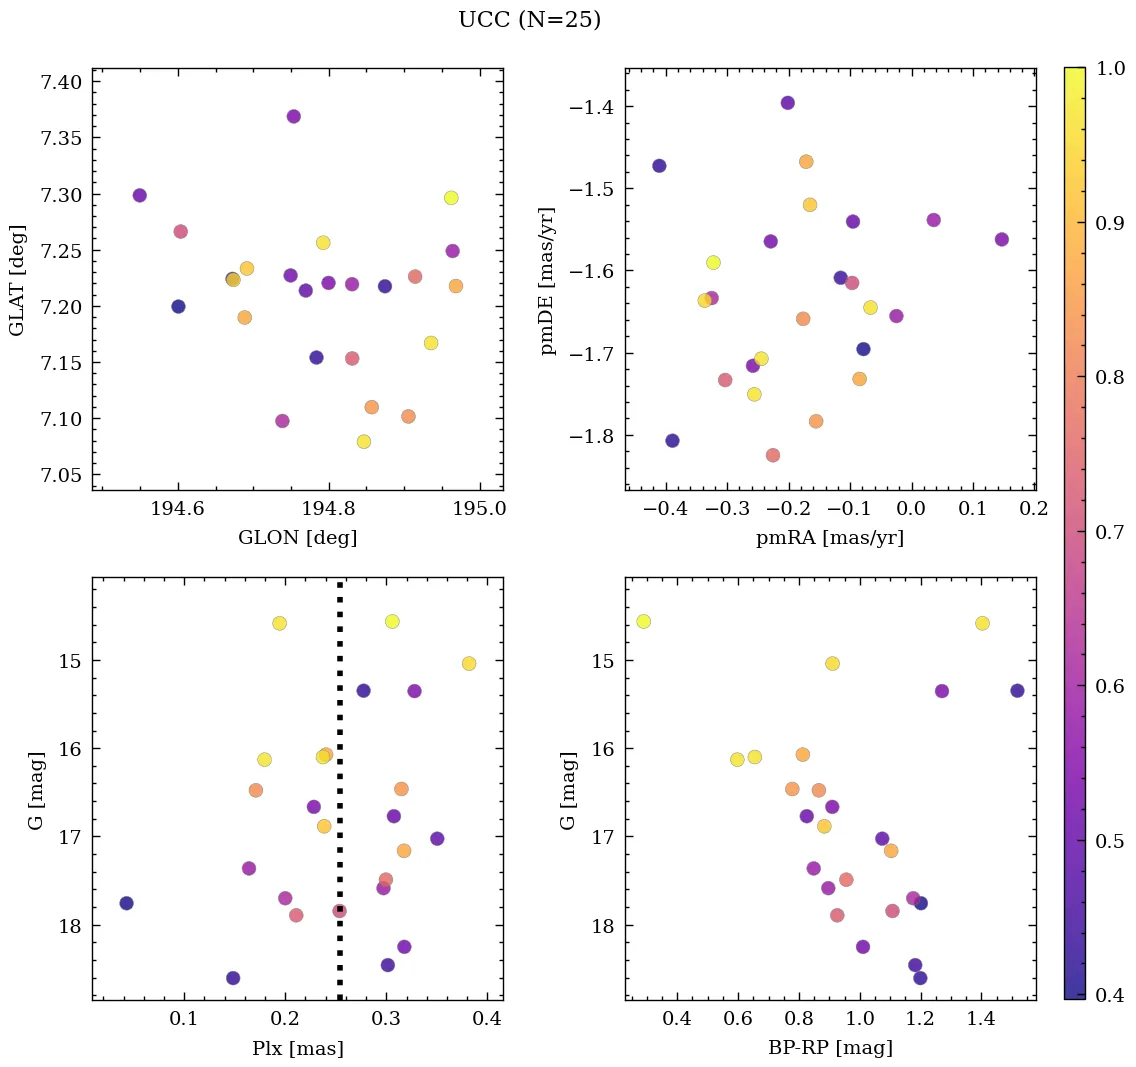 UCC (N=25)
7.40
7.35
7.30
7.25
7.20
7.15
7.10
7.05
GLAT [deg]
194.6 194.8 195.0
GLON [deg]
−1.4
−1.5
−1.6
−1.7
−1.8
pmDE [mas/yr]
−0.4 −0.3 −0.2 −0.1 0.0 0.1 0.2
pmRA [mas/yr]
15
16
17
18
G [mag]
0.1 0.2 0.3 0.4
Plx [mas]
15
16
17
18
G [mag]
0.4 0.6 0.8 1.0 1.2 1.4
BP-RP [mag]
1.0
0.9
0.8
0.7
0.6
0.5
0.4